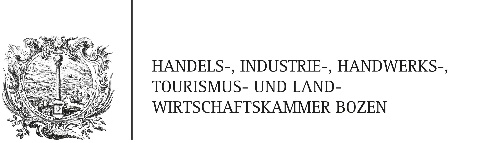 HANDELS-, INDUSTRIE-, HANDWERKS-,
TOURISMUS- UND LAND-
WIRTSCHAFTSKAMMER BOZEN